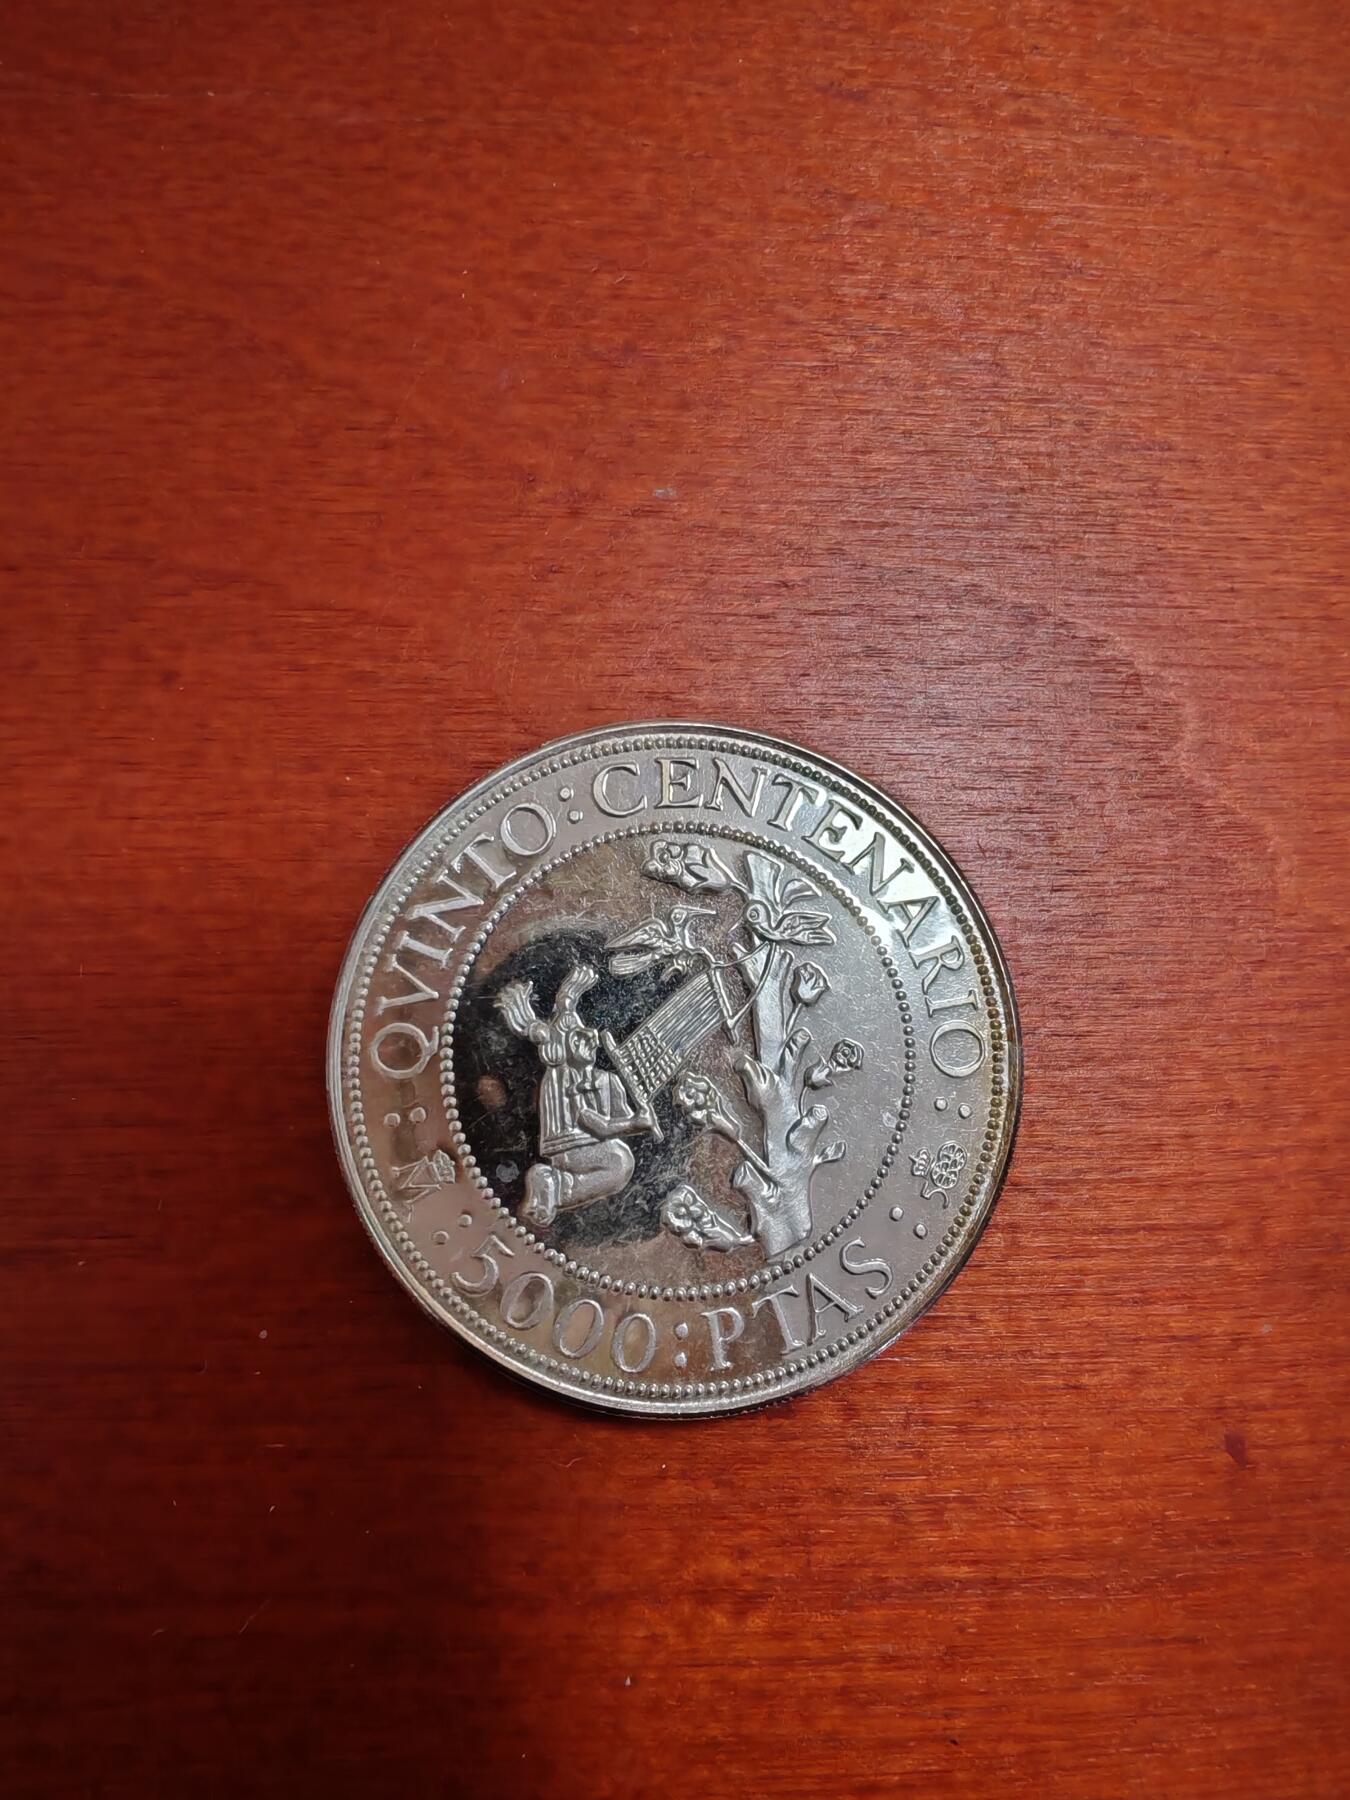 QVINTO : CENTENARIO
M
5000 : PTAS